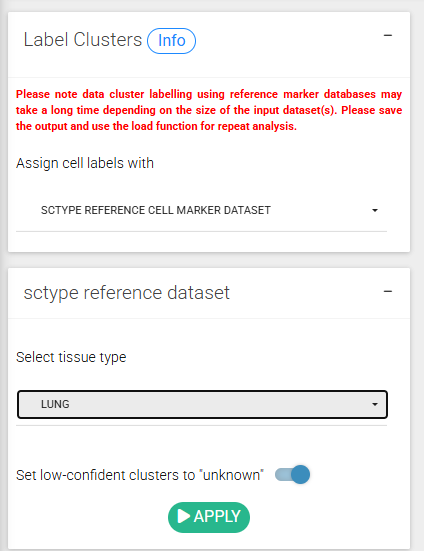 Label Clusters Info
Please note data cluster labelling using reference marker databases may
take a long time depending on the size of the input dataset(s). Please save
the output and use the load function for repeat analysis.
Assign cell labels with
SCTYPE REFERENCE CELL MARKER DATASET
sctype reference dataset
Select tissue type
LUNG
Set low-confident clusters to "unknown"
APPLY